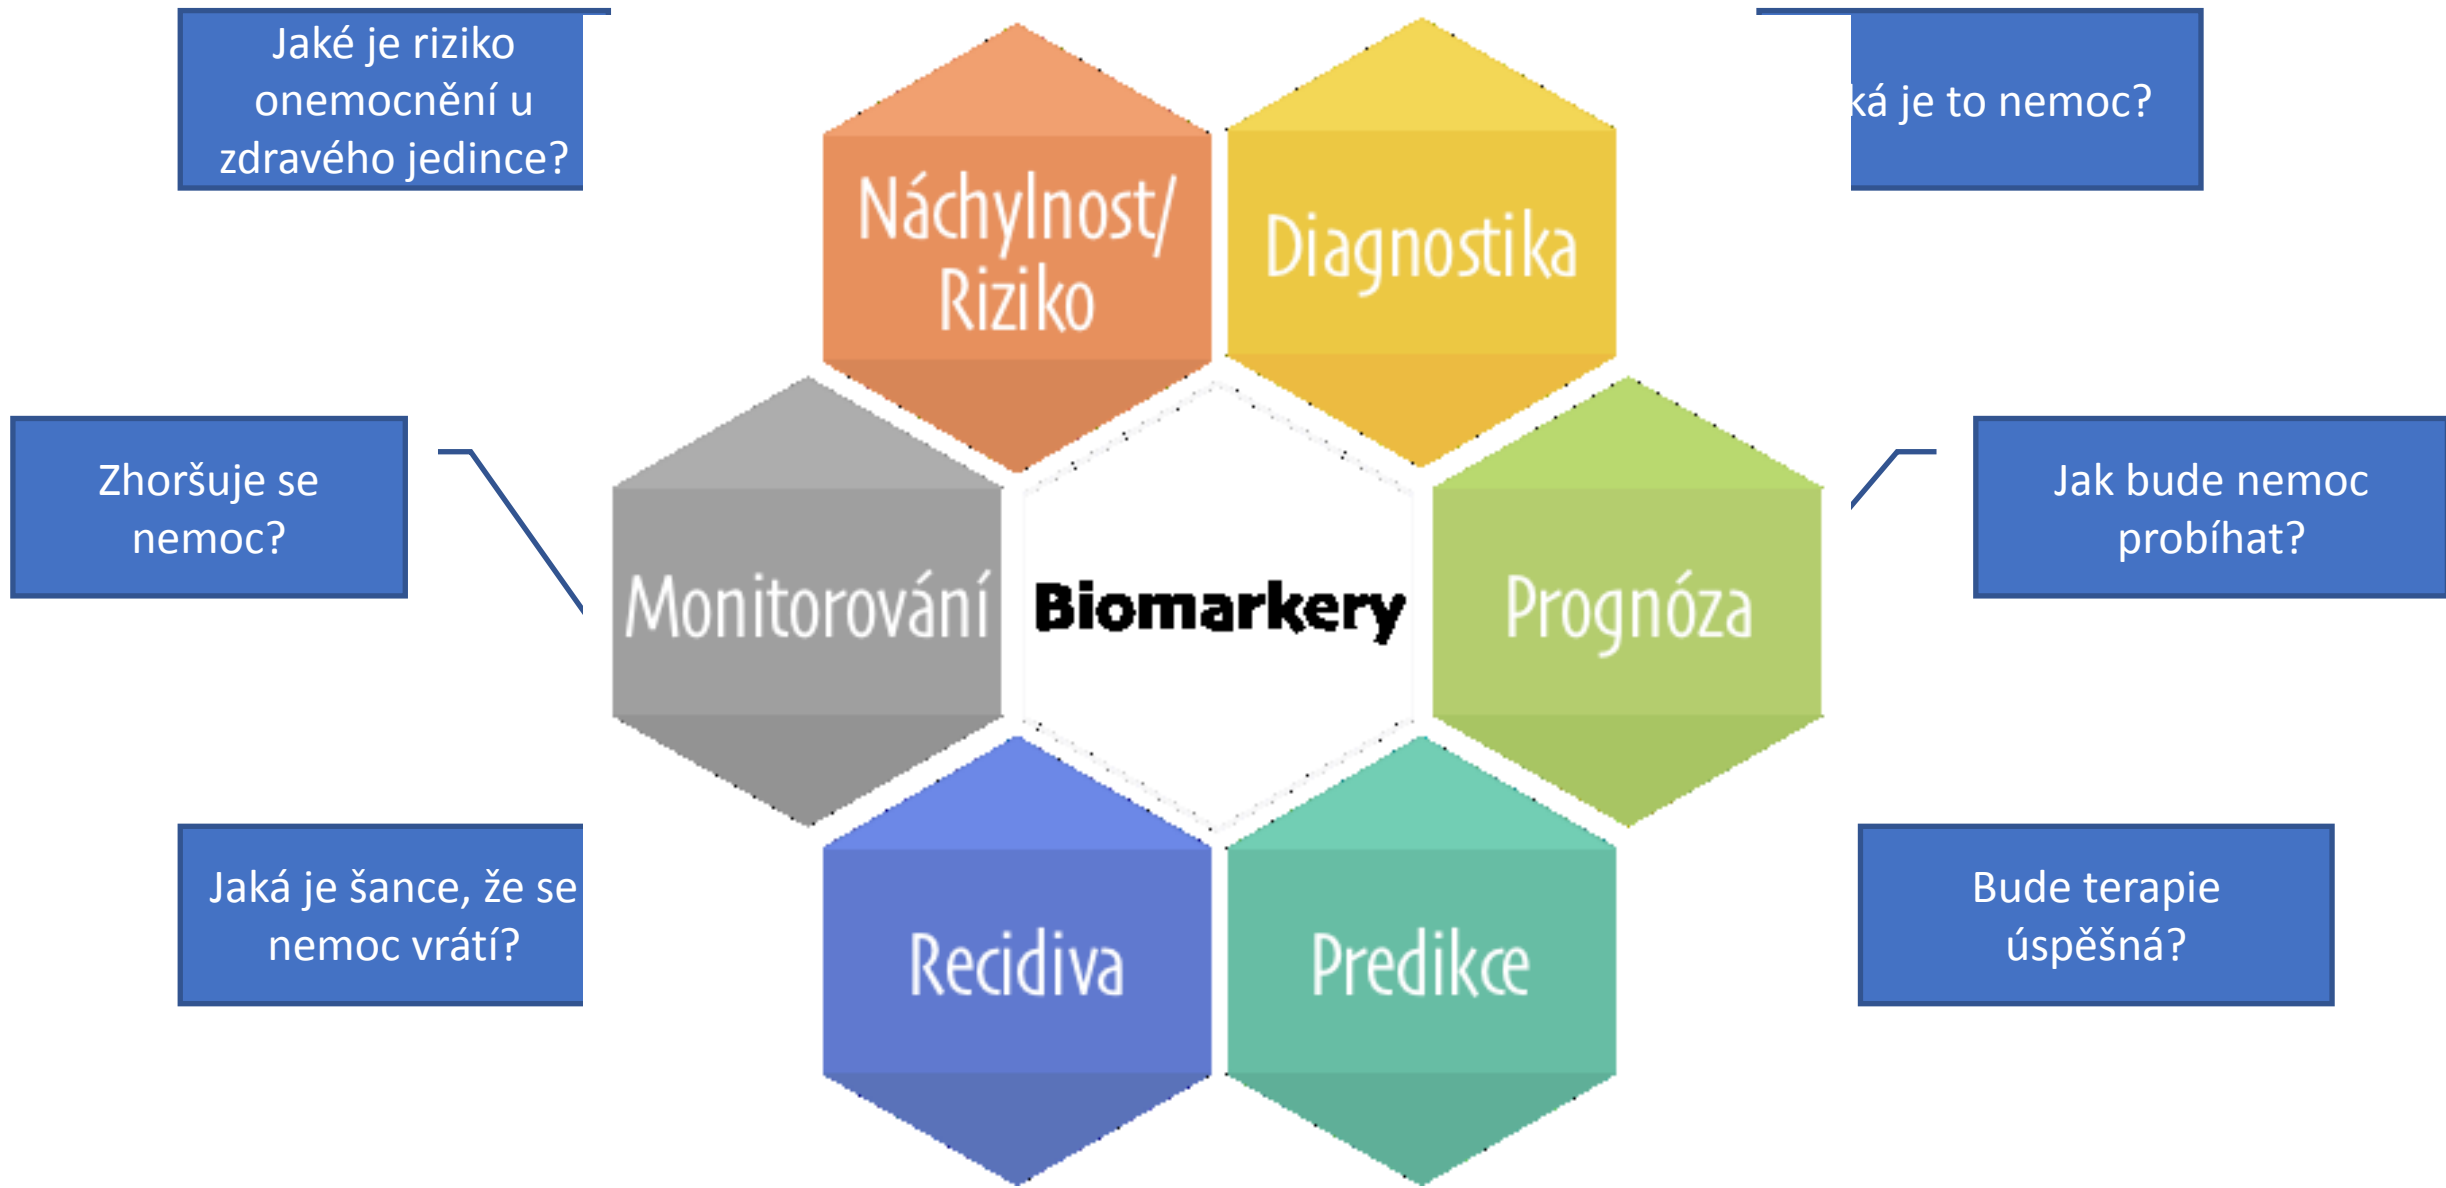 Jaké je riziko
onemocnění u
zdravého jedince?
Náchylnost/
Riziko
Diagnostika
ká je to nemoc?
Zhoršuje se
nemoc?
Monitorování
Biomarkery
Prognóza
Jak bude nemoc
probíhat?
Jaká je šance, že se
nemoc vrátí?
Recidiva
Predikce
Bude terapie
úspěšná?